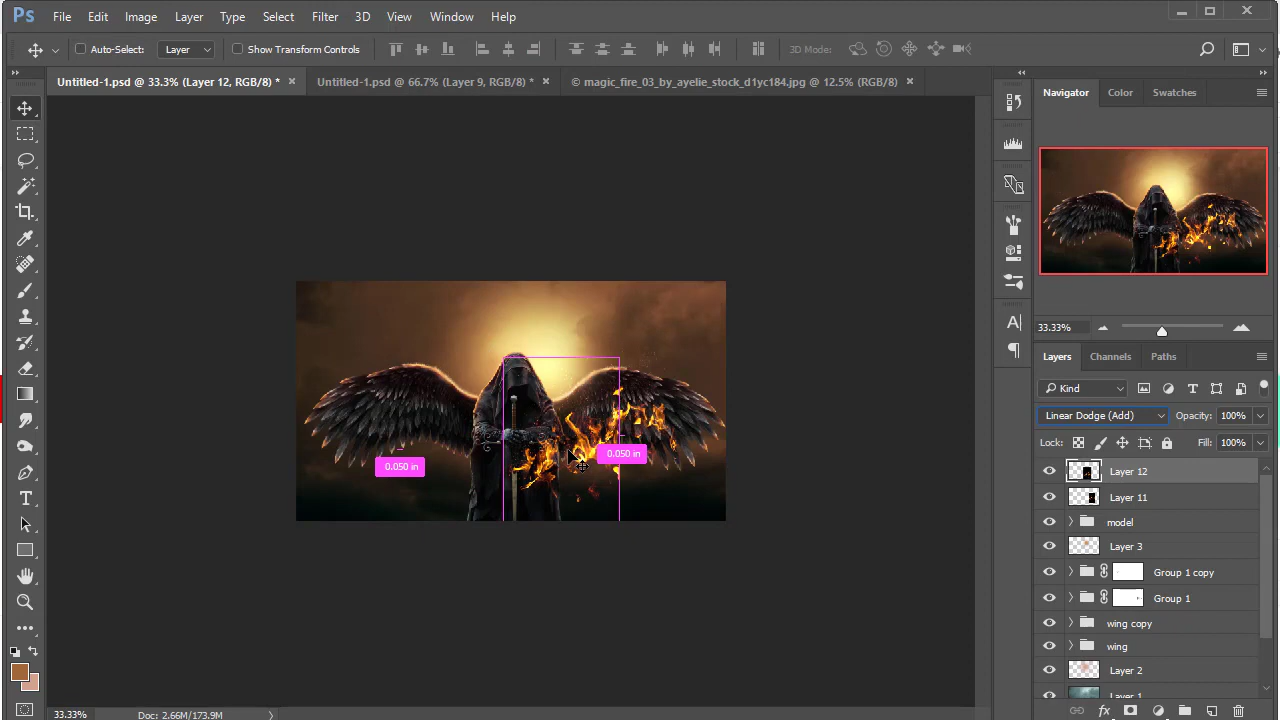 Ps File Edit Image Layer Type Select Filter 3D View Window Help
Auto-Select: Layer Show Transform Controls 3D Mode:
Untitled-1.psd @ 33.3% (Layer 12, RGB/8) * Untitled-1.psd @ 66.7% (Layer 9, RGB/8) * © magic_fire_03_by_ayelie_stock_d1yc184.jpg @ 12.5% (RGB/8)
Navigator Color Swatches
33.33%
Layers Channels Paths
Kind
Linear Dodge (Add) Opacity: 100%
Lock: Fill: 100%
Layer 12
Layer 11
model
Layer 3
Group 1 copy
Group 1
wing copy
wing
Layer 2
Layer 1
0.050 in
0.050 in
33.33% Doc: 2.66M/173.9M